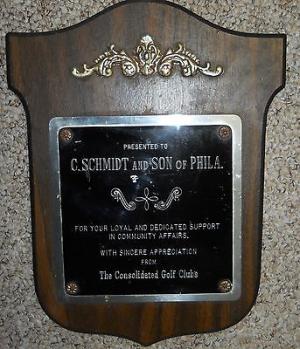 PRESENTED TO
C. SCHMIDT AND SON OF PHILA.
FOR YOUR LOYAL AND DEDICATED SUPPORT
IN COMMUNITY AFFAIRS.
WITH SINCERE APPRECIATION
FROM
The Consolidated Golf Club's